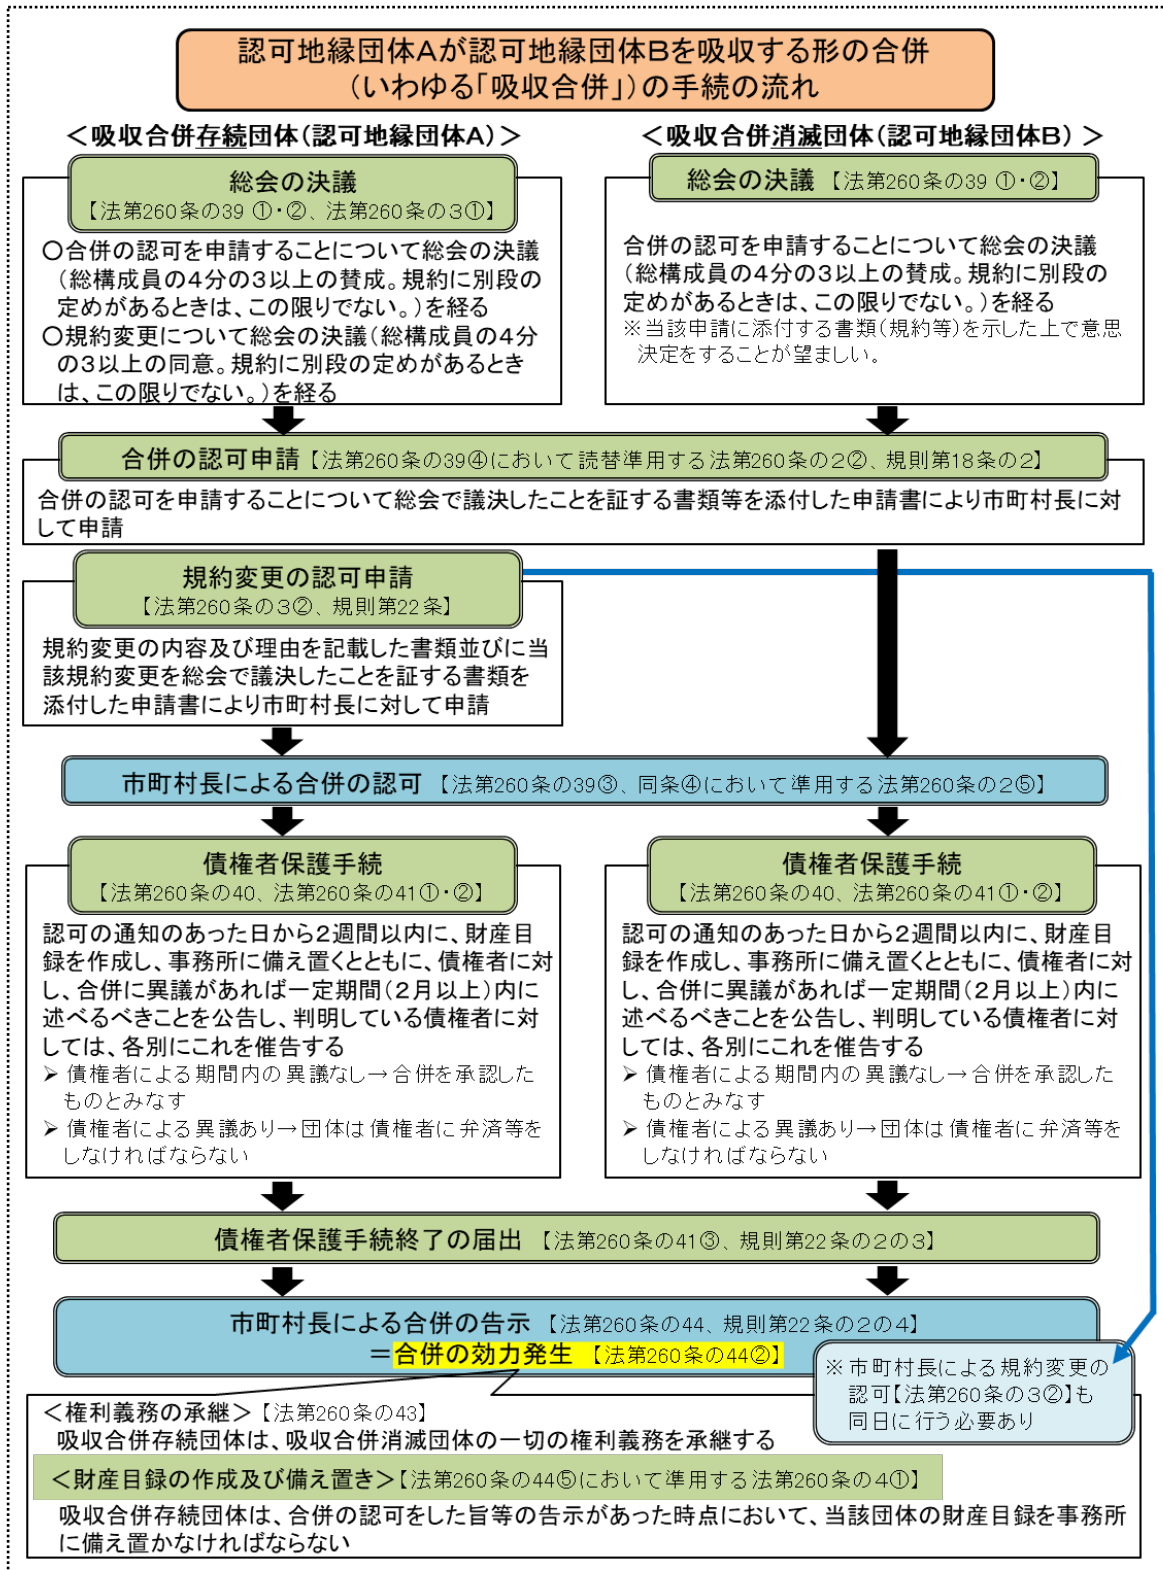 認可地縁団体Aが認可地縁団体Bを吸収する形の合併
(いわゆる「吸収合併」)の手続の流れ
＜吸収合併存続団体(認可地縁団体A)＞
総会の決議
【法第260条の39 ①・②、法第260条の3①】
〇合併の認可を申請することについて総会の決議
(総構成員の4分の3以上の賛成。規約に別段の
定めがあるときは、この限りでない。)を経る
〇規約変更について総会の決議(総構成員の4分
の3以上の同意。規約に別段の定めがあるとき
は、この限りでない。)を経る
＜吸収合併消滅団体(認可地縁団体B)＞
総会の決議 【法第260条の39 ①・②】
合併の認可を申請することについて総会の決議
(総構成員の4分の3以上の賛成。規約に別段の
定めがあるときは、この限りでない。)を経る
※当該申請に添付する書類(規約等)を示した上で意思
決定をすることが望ましい。
合併の認可申請【法第260条の39④において読替準用する法第260条の2②、規則第18条の2】
合併の認可を申請することについて総会で議決したことを証する書類等を添付した申請書により市町村長に対
して申請
規約変更の認可申請
【法第260条の3②、規則第22条】
規約変更の内容及び理由を記載した書類並びに当
該規約変更を総会で議決したことを証する書類を
添付した申請書により市町村長に対して申請
市町村長による合併の認可 【法第260条の39③、同条④において準用する法第260条の2⑤】
債権者保護手続
【法第260条の40、法第260条の41①・②】
認可の通知のあった日から2週間以内に、財産目
録を作成し、事務所に備え置くとともに、債権者に対
し、合併に異議があれば一定期間(2月以上)内に
述べるべきことを公告し、判明している債権者に対
しては、各別にこれを催告する
➢ 債権者による期間内の異議なし→合併を承認した
ものとみなす
➢ 債権者による異議あり→団体は債権者に弁済等を
しなければならない
債権者保護手続
【法第260条の40、法第260条の41①・②】
認可の通知のあった日から2週間以内に、財産目
録を作成し、事務所に備え置くとともに、債権者に対
し、合併に異議があれば一定期間(2月以上)内に
述べるべきことを公告し、判明している債権者に対
しては、各別にこれを催告する
➢ 債権者による期間内の異議なし→合併を承認した
ものとみなす
➢ 債権者による異議あり→団体は債権者に弁済等を
しなければならない
債権者保護手続終了の届出 【法第260条の41③、規則第22条の2の3】
市町村長による合併の告示 【法第260条の44、規則第22条の2の4】
＝合併の効力発生 【法第260条の44②】
※市町村長による規約変更の
認可【法第260条の3②】も
同日に行う必要あり
＜権利義務の承継＞【法第260条の43】
吸収合併存続団体は、吸収合併消滅団体の一切の権利義務を承継する
＜財産目録の作成及び備え置き＞【法第260条の44⑤において準用する法第260条の4①】
吸収合併存続団体は、合併の認可をした旨等の告示があった時点において、当該団体の財産目録を事務所
に備え置かなければならない